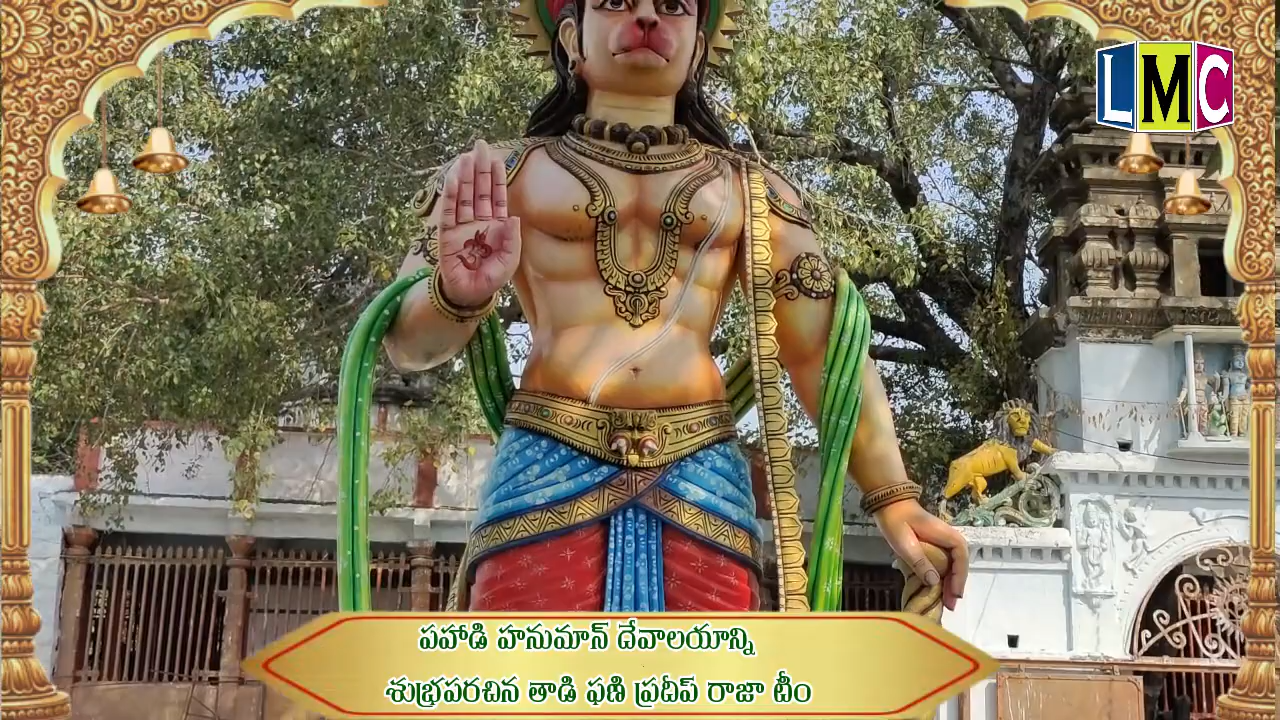 LMC
పహాడి హనుమాన్ దేవాలయాన్ని
శుభ్రపరచిన తాడి ఫణి ప్రదీప్ రాజా టీం